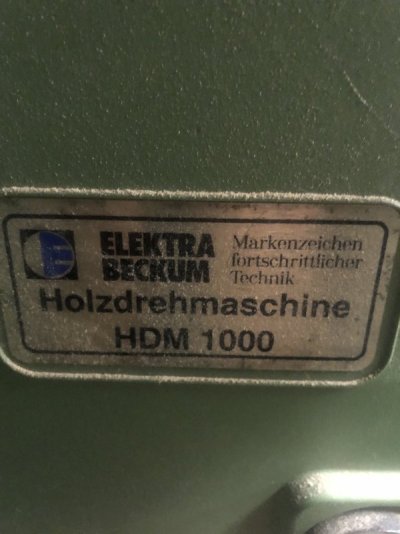 ELEKTRA
BECKUM
Markenzeichen
fortschrittlicher
Technik
Holzdrehmaschine
HDM 1000